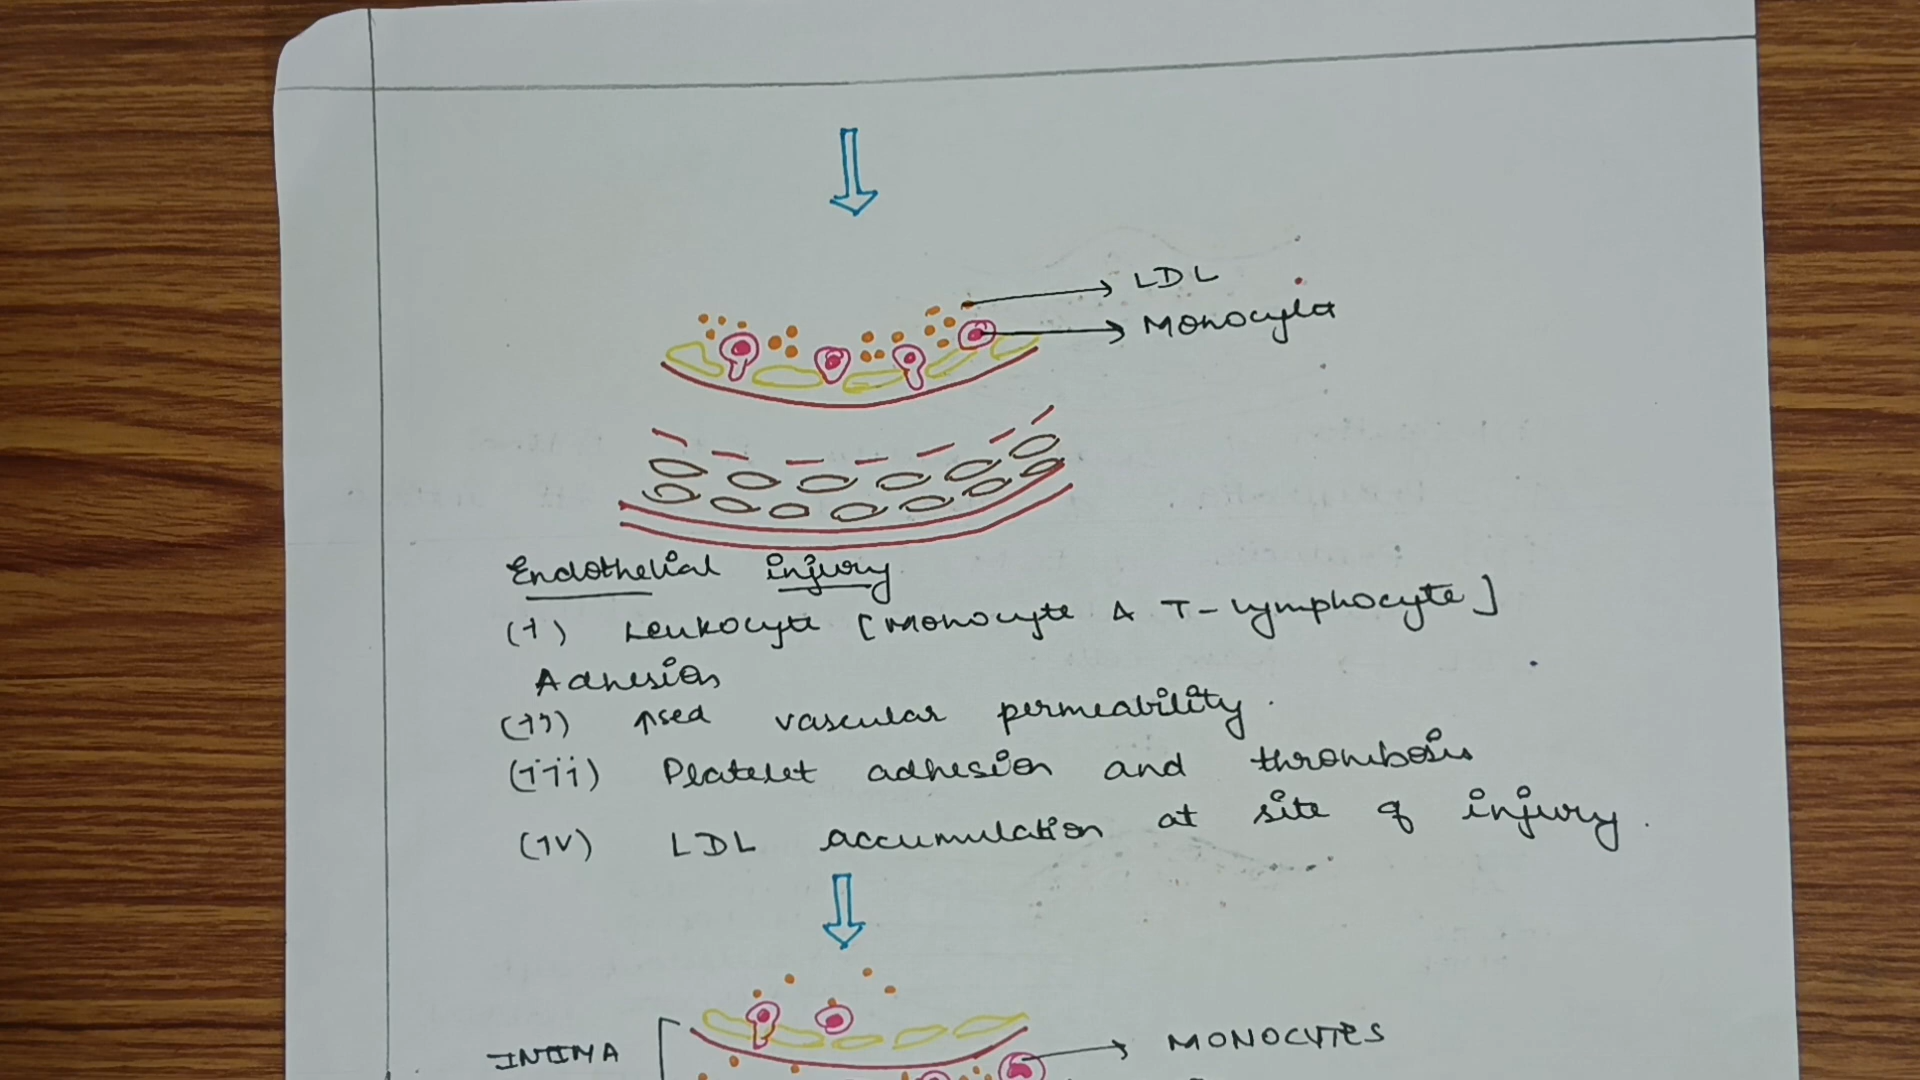 LDL
Monocyte
Endothelial injury
(i) Leukocyte [Monocyte & T-lymphocyte]
Adhesion
(ii) ↑sed vascular permeability.
(iii) Platelet adhesion and thrombosis
(iv) LDL accumulation at site of injury.
INTIMA
MONOCYTES